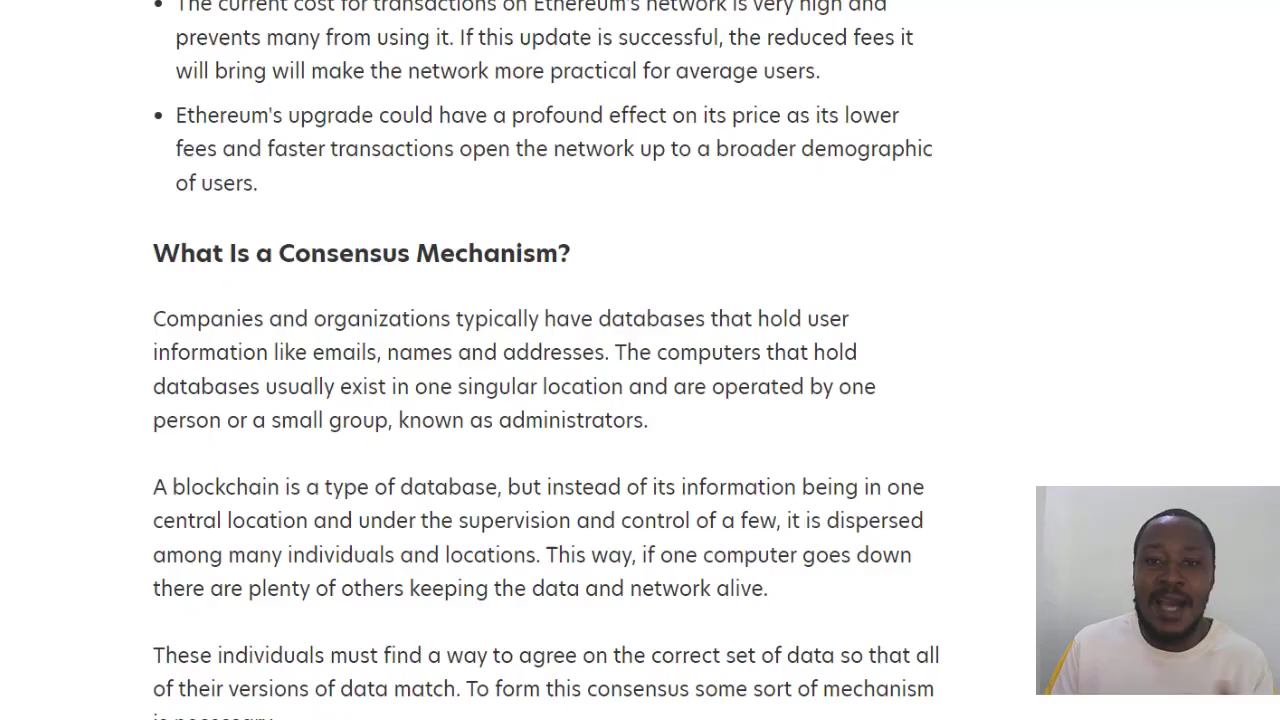 The current cost for transactions on Ethereum's network is very high and
prevents many from using it. If this update is successful, the reduced fees it
will bring will make the network more practical for average users.
Ethereum's upgrade could have a profound effect on its price as its lower
fees and faster transactions open the network up to a broader demographic
of users.
What Is a Consensus Mechanism?
Companies and organizations typically have databases that hold user
information like emails, names and addresses. The computers that hold
databases usually exist in one singular location and are operated by one
person or a small group, known as administrators.
A blockchain is a type of database, but instead of its information being in one
central location and under the supervision and control of a few, it is dispersed
among many individuals and locations. This way, if one computer goes down
there are plenty of others keeping the data and network alive.
These individuals must find a way to agree on the correct set of data so that all
of their versions of data match. To form this consensus some sort of mechanism
is necessary.